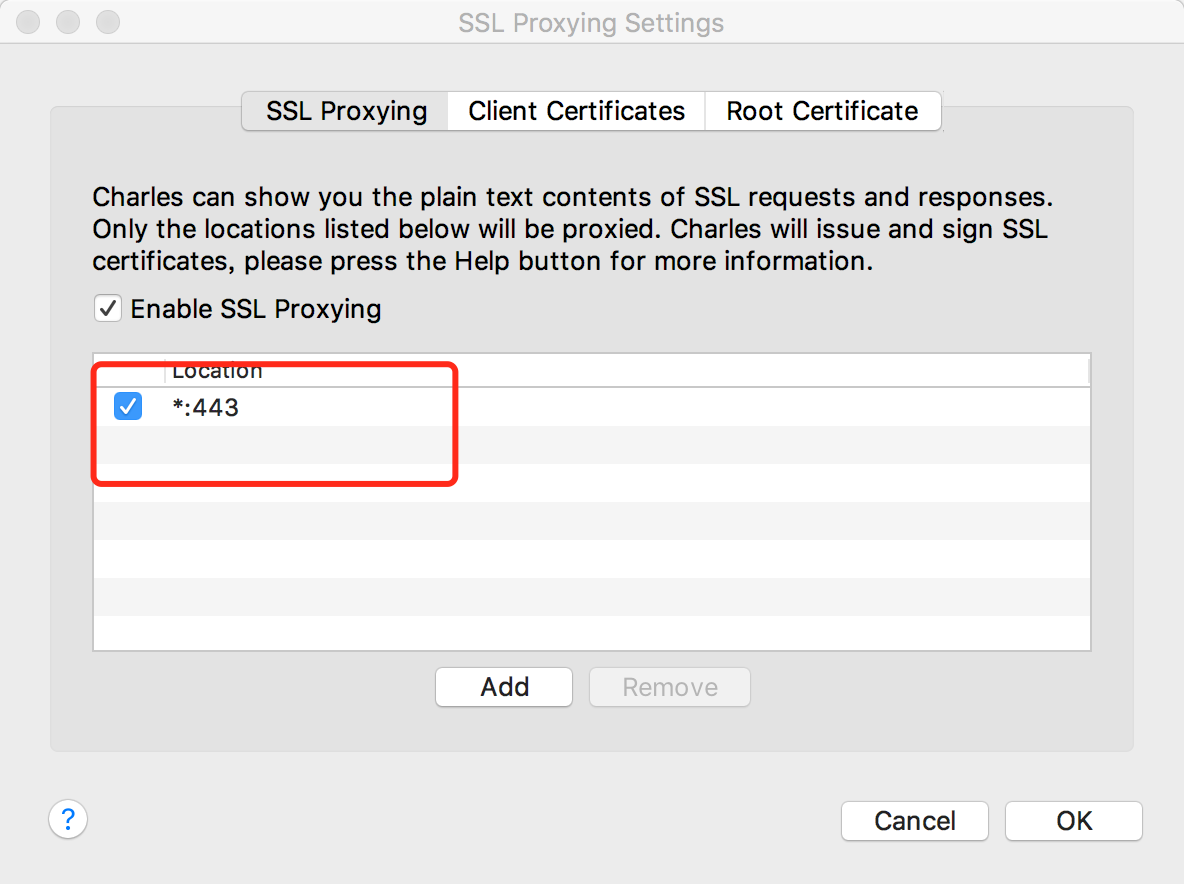 SSL Proxying Settings
SSL Proxying Client Certificates Root Certificate
Charles can show you the plain text contents of SSL requests and responses.
Only the locations listed below will be proxied. Charles will issue and sign SSL
certificates, please press the Help button for more information.
Enable SSL Proxying
Location
*:443
Add Remove
? Cancel OK